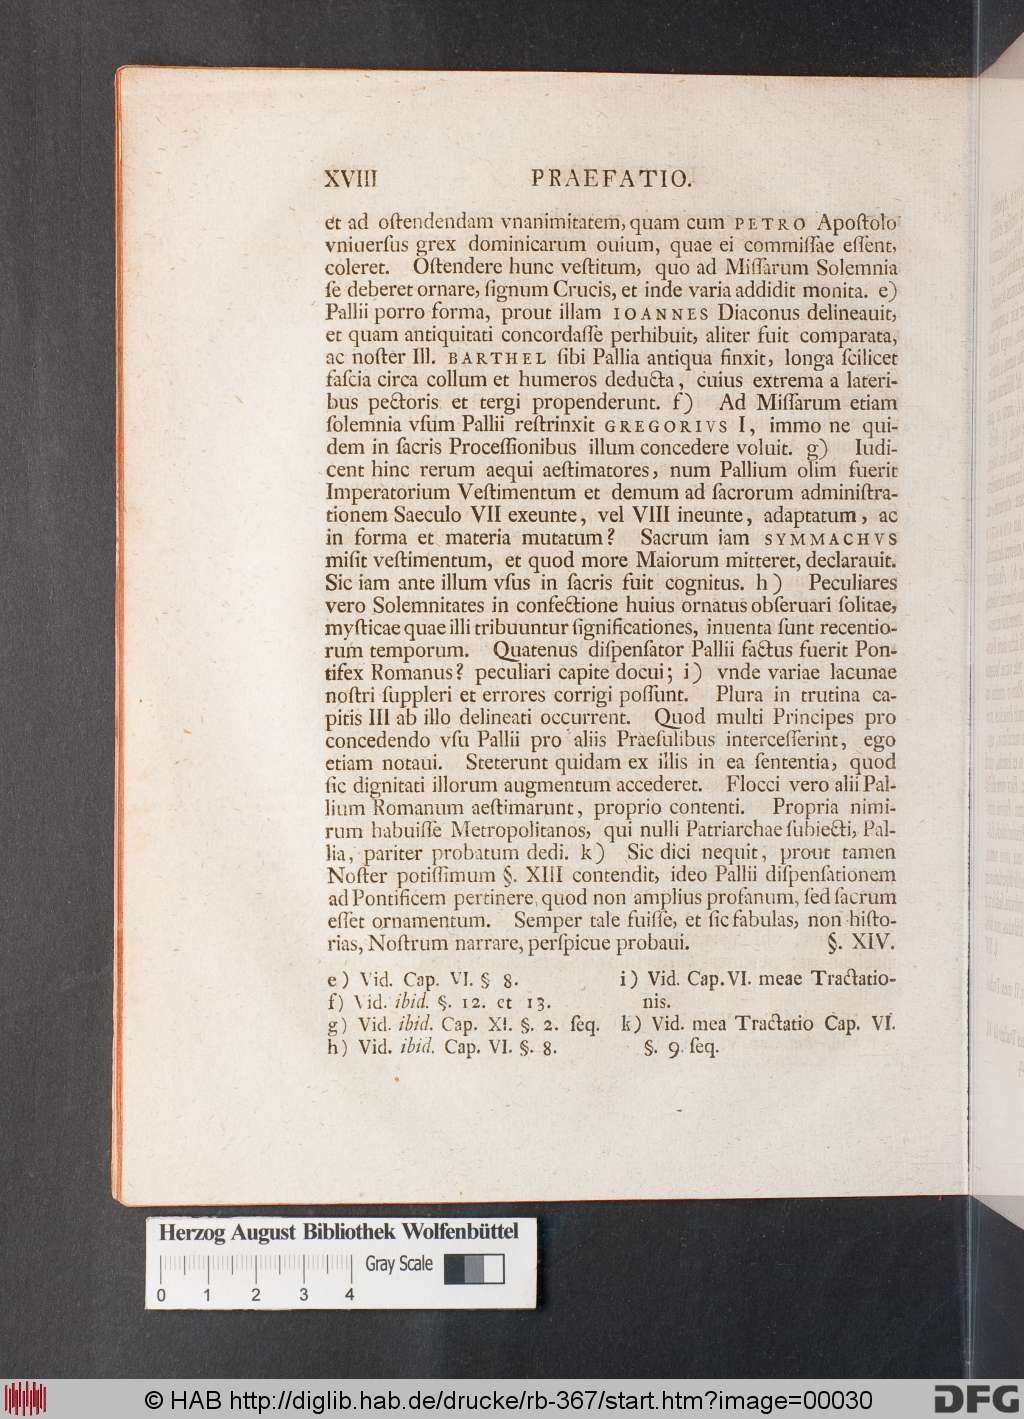 XVIII PRAEFATIO.
et ad oſtendendam vnanimitatem, quam cum PETRO Apoſtolo
vniuerſus grex dominicarum ouium, quae ei commiſſae eſſent,
coleret. Oſtendere hunc veſtitum, quo ad Miſſarum Solemnia
ſe deberet ornare, ſignum Crucis, et inde varia addidit monita. e)
Pallii porro forma, prout illam IOANNES Diaconus delineauit,
et quam antiquitati concordaſſe perhibuit, aliter fuit comparata,
ac noſter Ill. BARTHEL ſibi Pallia antiqua finxit, longa ſcilicet
faſcia circa collum et humeros deducta, cuius extrema a lateri-
bus pectoris et tergi propenderunt. f) Ad Miſſarum etiam
ſolemnia vſum Pallii reſtrinxit GREGORIVS I, immo ne qui-
dem in ſacris Proceſſionibus illum concedere voluit. g) Iudi-
cent hinc rerum aequi aeſtimatores, num Pallium olim fuerit
Imperatorium Veſtimentum et demum ad ſacrorum adminiſtra-
tionem Saeculo VII exeunte, vel VIII ineunte, adaptatum, ac
in forma et materia mutatum? Sacrum iam SYMMACHVS
miſit veſtimentum, et quod more Maiorum mitteret, declarauit.
Sic iam ante illum vſus in ſacris fuit cognitus. h) Peculiares
vero Solemnitates in confectione huius ornatus obſeruari ſolitae,
myſticae quae illi tribuuntur ſignificationes, inuenta ſunt recentio-
rum temporum. Quatenus diſpenſator Pallii factus fuerit Pon-
tifex Romanus? peculiari capite docui; i) vnde variae lacunae
noſtri ſuppleri et errores corrigi poſſunt. Plura in trutina ca-
pitis III ab illo delineati occurrent. Quod multi Principes pro
concedendo vſu Pallii pro aliis Praeſulibus interceſſerint, ego
etiam notaui. Steterunt quidam ex illis in ea ſententia, quod
ſic dignitati illorum augmentum accederet. Flocci vero alii Pal-
lium Romanum aeſtimarunt, proprio contenti. Propria nimi-
rum habuiſſe Metropolitanos, qui nulli Patriarchae ſubiecti, Pal-
lia, pariter probatum dedi. k) Sic dici nequit, prout tamen
Noſter potiſſimum §. XIII contendit, ideo Pallii diſpenſationem
ad Pontificem pertinere, quod non amplius profanum, ſed ſacrum
eſſet ornamentum. Semper tale fuiſſe, et ſic fabulas, non hiſto-
rias, Noſtrum narrare, perſpicue probaui. §. XIV.
e) Vid. Cap. VI. § 8.
f) Vid. ibid. §. 12. et 13.
g) Vid. ibid. Cap. XI. §. 2. ſeq.
h) Vid. ibid. Cap. VI. §. 8.
i) Vid. Cap. VI. meae Tractatio-
nis.
k) Vid. mea Tractatio Cap. VI.
§. 9. ſeq.
Herzog August Bibliothek Wolfenbüttel
Gray Scale
0 1 2 3 4
© HAB http://diglib.hab.de/drucke/rb-367/start.htm?image=00030
DFG